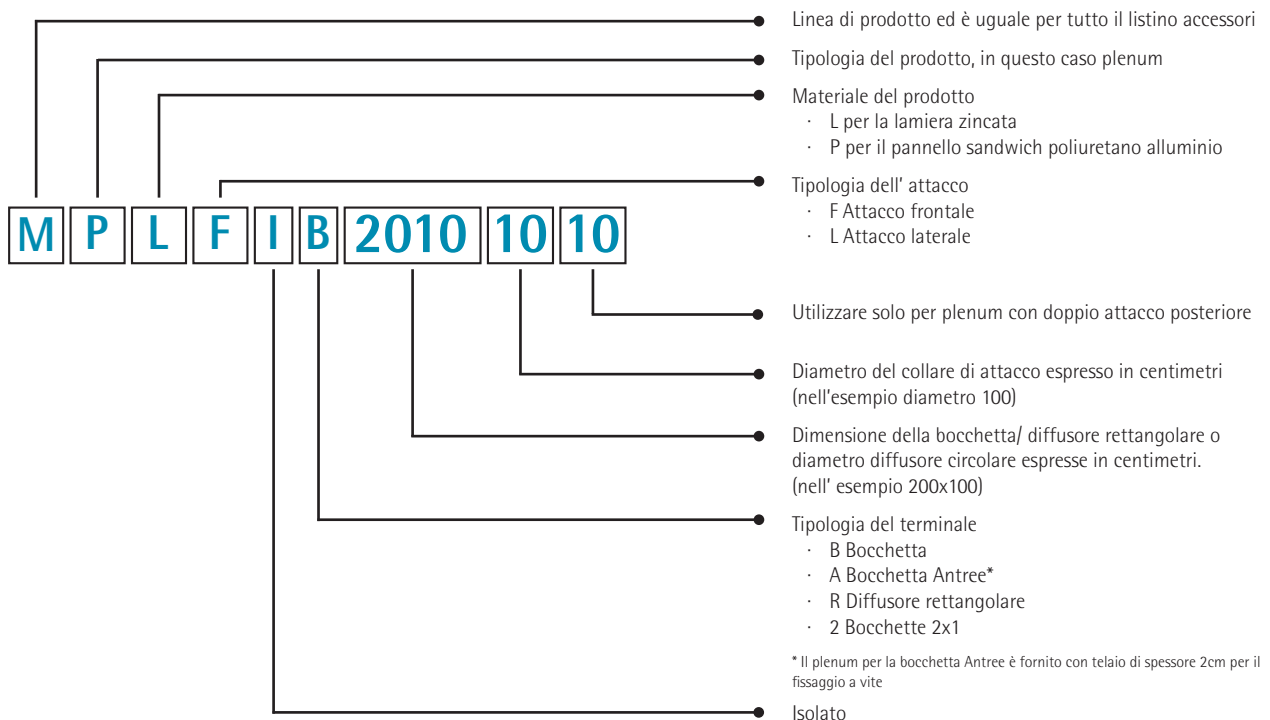 Linea di prodotto ed è uguale per tutto il listino accessori
Tipologia del prodotto, in questo caso plenum
Materiale del prodotto
· L per la lamiera zincata
· P per il pannello sandwich poliuretano alluminio
Tipologia dell' attacco
· F Attacco frontale
· L Attacco laterale
M P L F I B 2010 10 10
Utilizzare solo per plenum con doppio attacco posteriore
Diametro del collare di attacco espresso in centimetri
(nell'esempio diametro 100)
Dimensione della bocchetta/ diffusore rettangolare o
diametro diffusore circolare espresse in centimetri.
(nell' esempio 200x100)
Tipologia del terminale
· B Bocchetta
· A Bocchetta Antree*
· R Diffusore rettangolare
· 2 Bocchette 2x1
* Il plenum per la bocchetta Antree è fornito con telaio di spessore 2cm per il
fissaggio a vite
Isolato